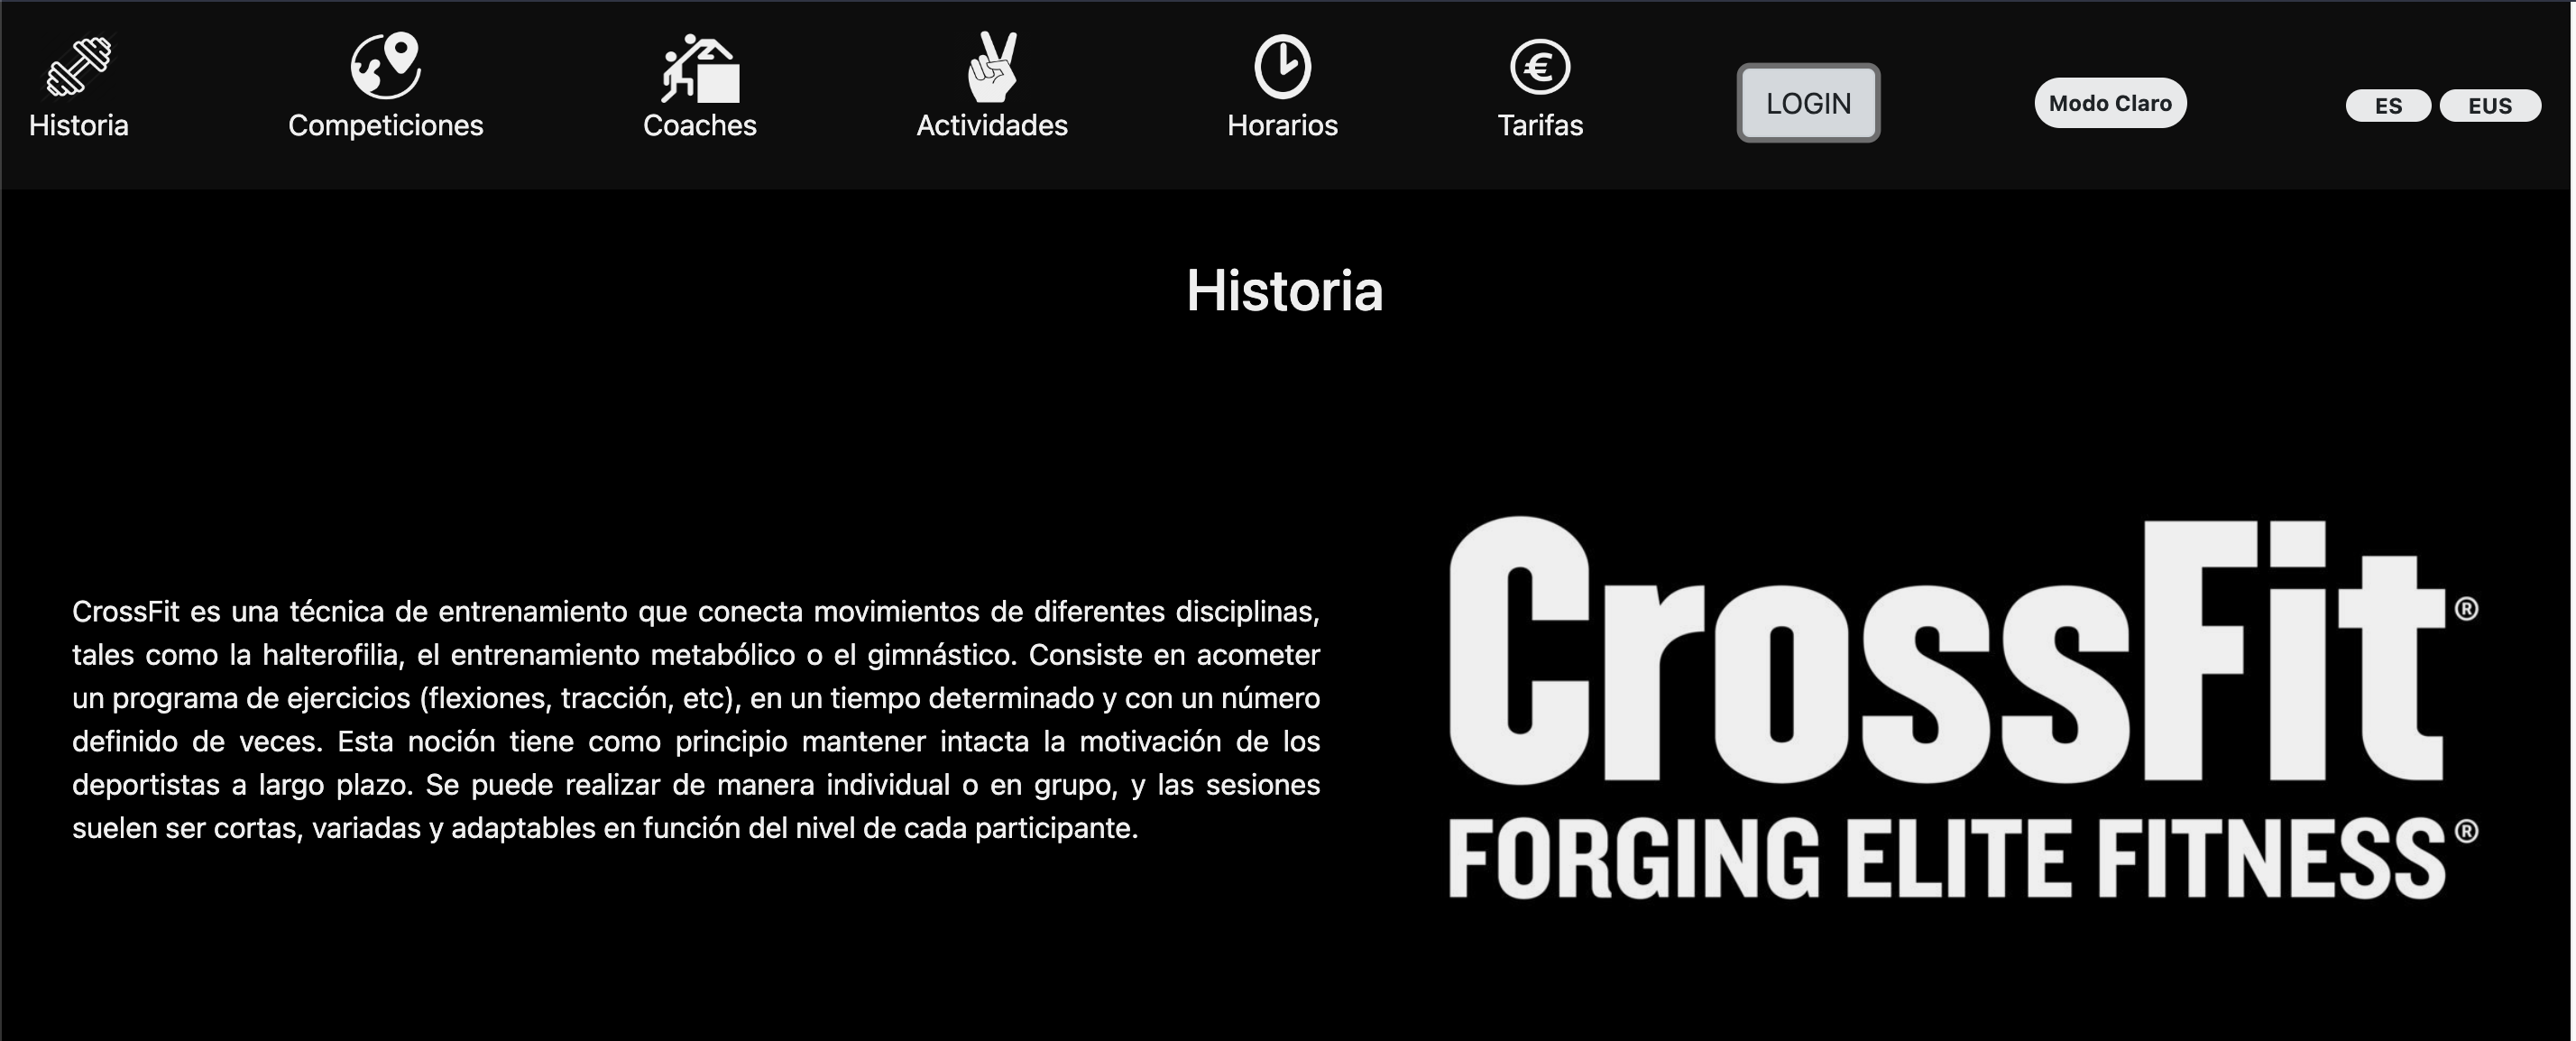 Historia
Competiciones
Coaches
Actividades
Horarios
Tarifas
LOGIN
Modo Claro
ES
EUS
Historia
CrossFit es una técnica de entrenamiento que conecta movimientos de diferentes disciplinas,
tales como la halterofilia, el entrenamiento metabólico o el gimnástico. Consiste en acometer
un programa de ejercicios (flexiones, tracción, etc), en un tiempo determinado y con un número
definido de veces. Esta noción tiene como principio mantener intacta la motivación de los
deportistas a largo plazo. Se puede realizar de manera individual o en grupo, y las sesiones
suelen ser cortas, variadas y adaptables en función del nivel de cada participante.
CrossFit®
FORGING ELITE FITNESS®